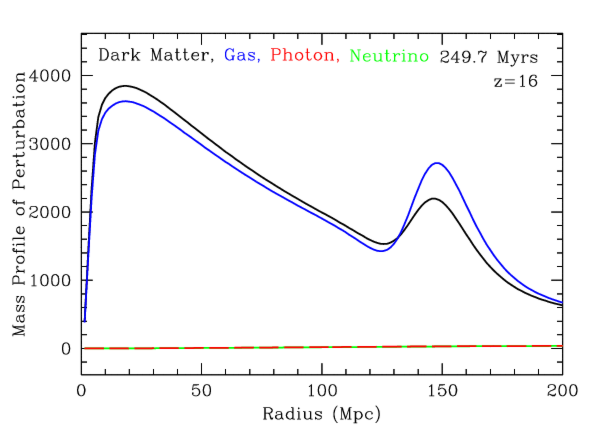 Dark Matter, Gas, Photon, Neutrino 249.7 Myrs
z=16
Mass Profile of Perturbation
4000
3000
2000
1000
0
0 50 100 150 200
Radius (Mpc)